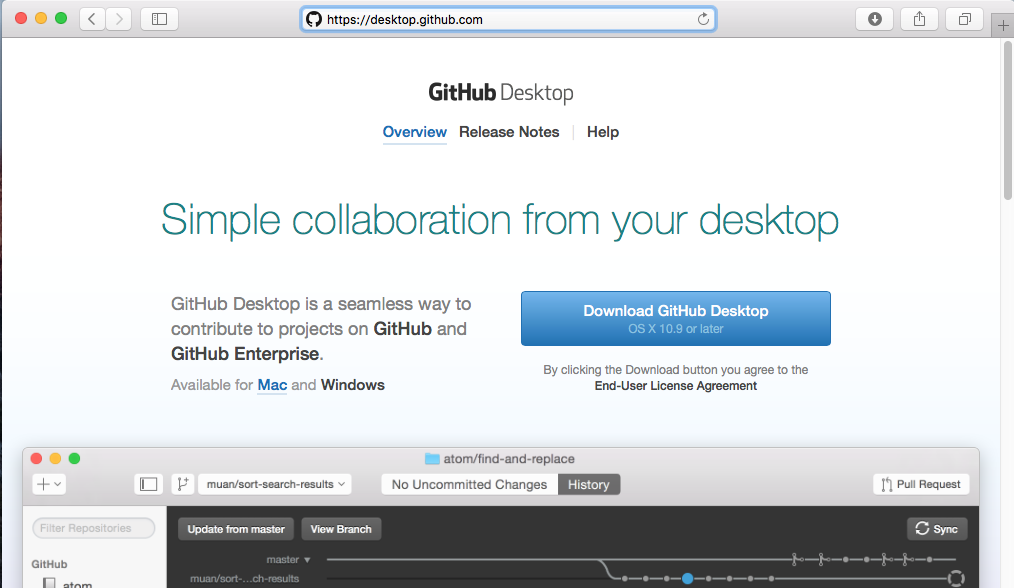 https://desktop.github.com
GitHub Desktop
Overview Release Notes Help
Simple collaboration from your desktop
GitHub Desktop is a seamless way to
contribute to projects on GitHub and
GitHub Enterprise.
Available for Mac and Windows
Download GitHub Desktop
OS X 10.9 or later
By clicking the Download button you agree to the
End-User License Agreement
atom/find-and-replace
muan/sort-search-results
No Uncommitted Changes History
Pull Request
Filter Repositories
Update from master View Branch
Sync
GitHub
atom
master
muan/sort-...ch-results